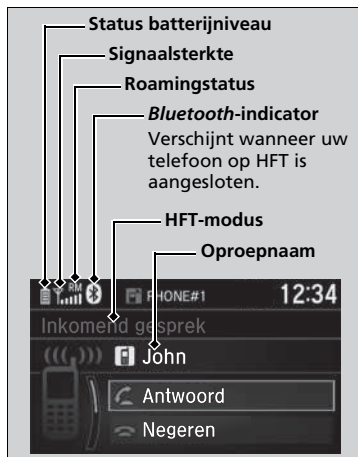 Status batterijniveau
Signaalsterkte
Roamingstatus
Bluetooth-indicator
Verschijnt wanneer uw
telefoon op HFT is
aangesloten.
HFT-modus
Oproepnaam
RM PHONE#1 12:34
Inkomend gesprek
John
Antwoord
Negeren